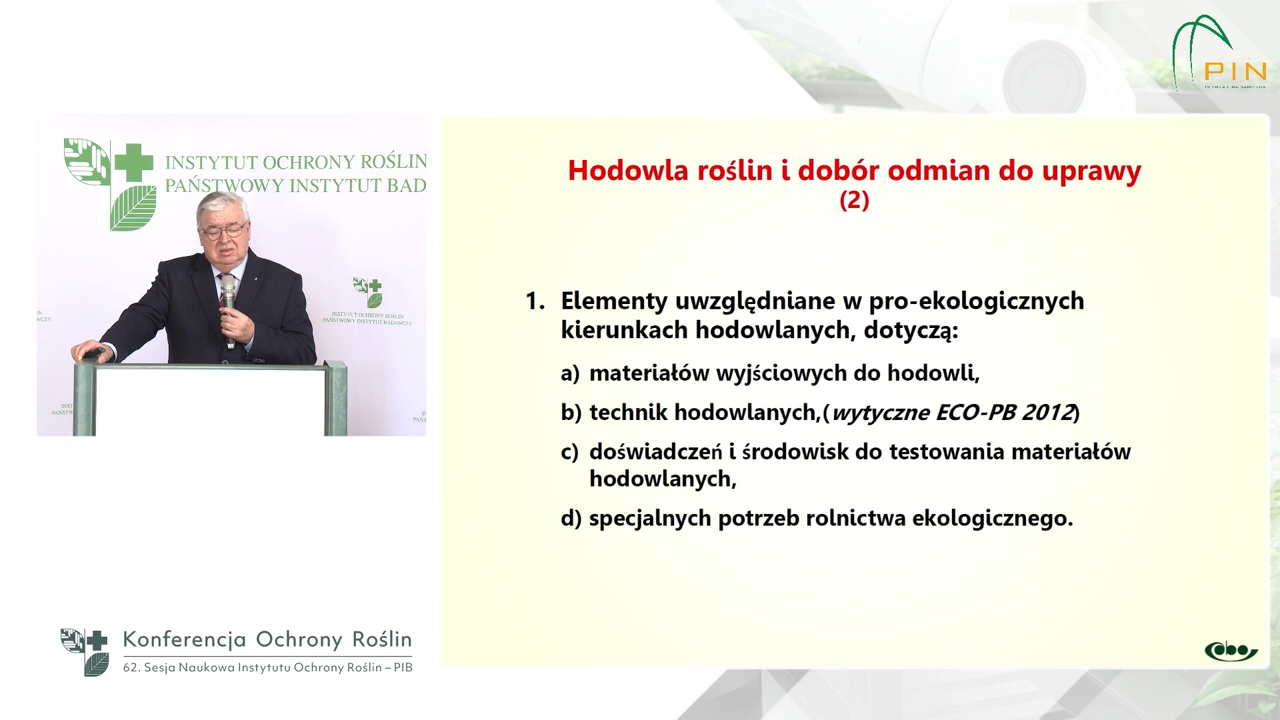 PIN
INSTYTUT OCHRONY ROŚLIN
PAŃSTWOWY INSTYTUT BAD
INSTYTUT OCHRONY ROŚLIN
PAŃSTWOWY INSTYTUT BADAWCZY
Hodowla roślin i dobór odmian do uprawy
(2)
1. Elementy uwzględniane w pro-ekologicznych
kierunkach hodowlanych, dotyczą:
a) materiałów wyjściowych do hodowli,
b) technik hodowlanych,(wytyczne ECO-PB 2012)
c) doświadczeń i środowisk do testowania materiałów
hodowlanych,
d) specjalnych potrzeb rolnictwa ekologicznego.
Konferencja Ochrony Roślin
62. Sesja Naukowa Instytutu Ochrony Roślin – PIB